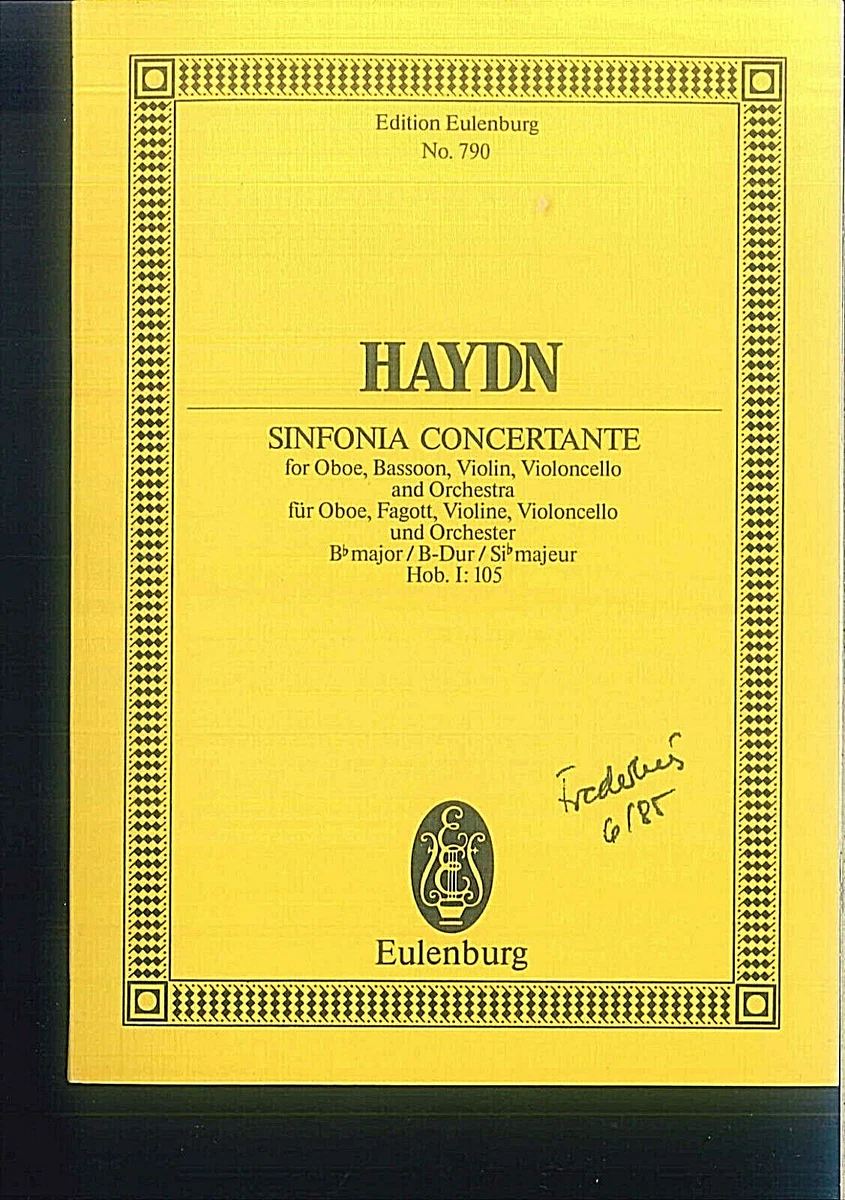 Edition Eulenburg
No. 790
HAYDN
SINFONIA CONCERTANTE
for Oboe, Bassoon, Violin, Violoncello
and Orchestra
für Oboe, Fagott, Violine, Violoncello
und Orchester
B♭ major / B-Dur / Si♭ majeur
Hob. I: 105
6/85
Eulenburg